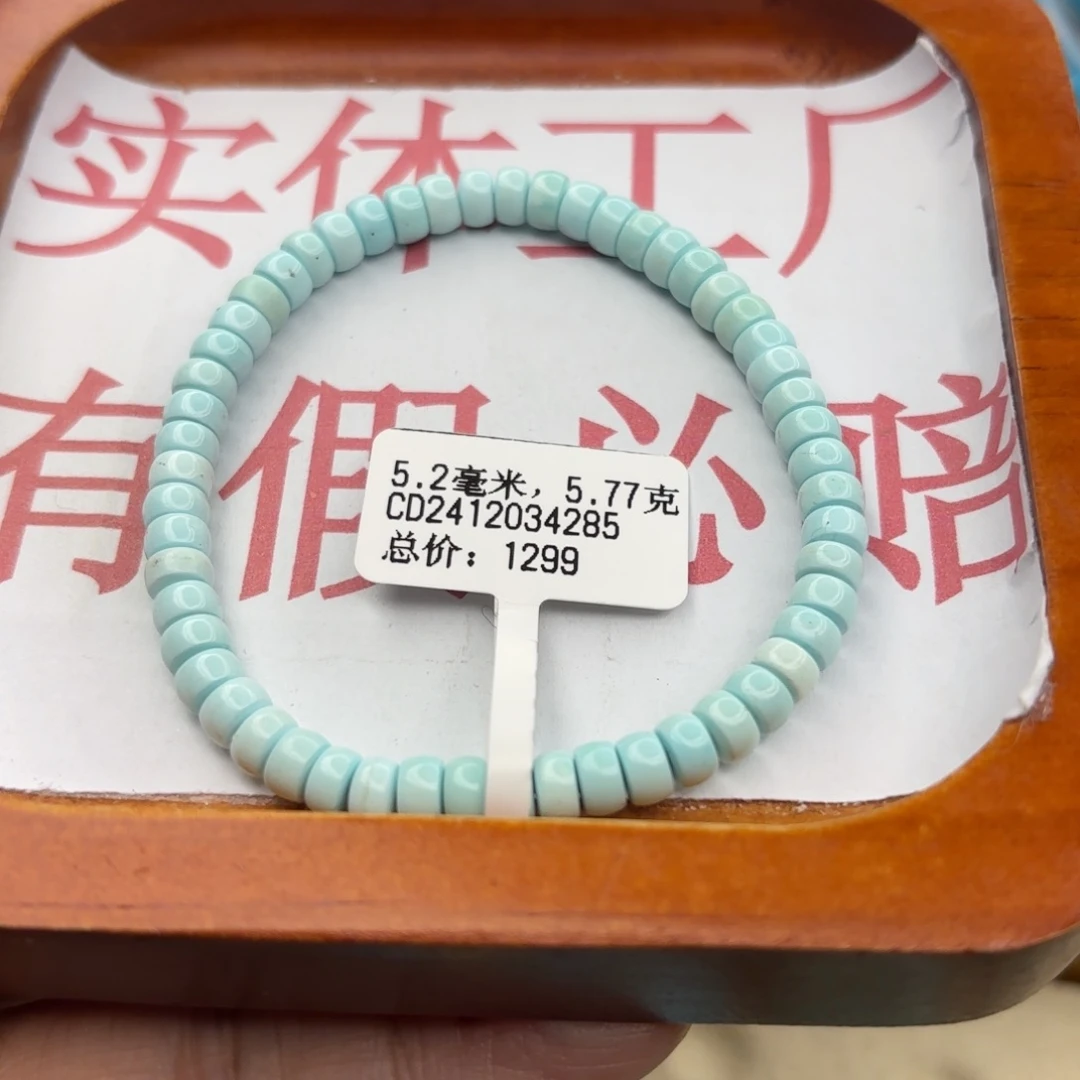 实体工厂
有假必赔
5.2毫米，5.77克
CD2412034285
总价：1299